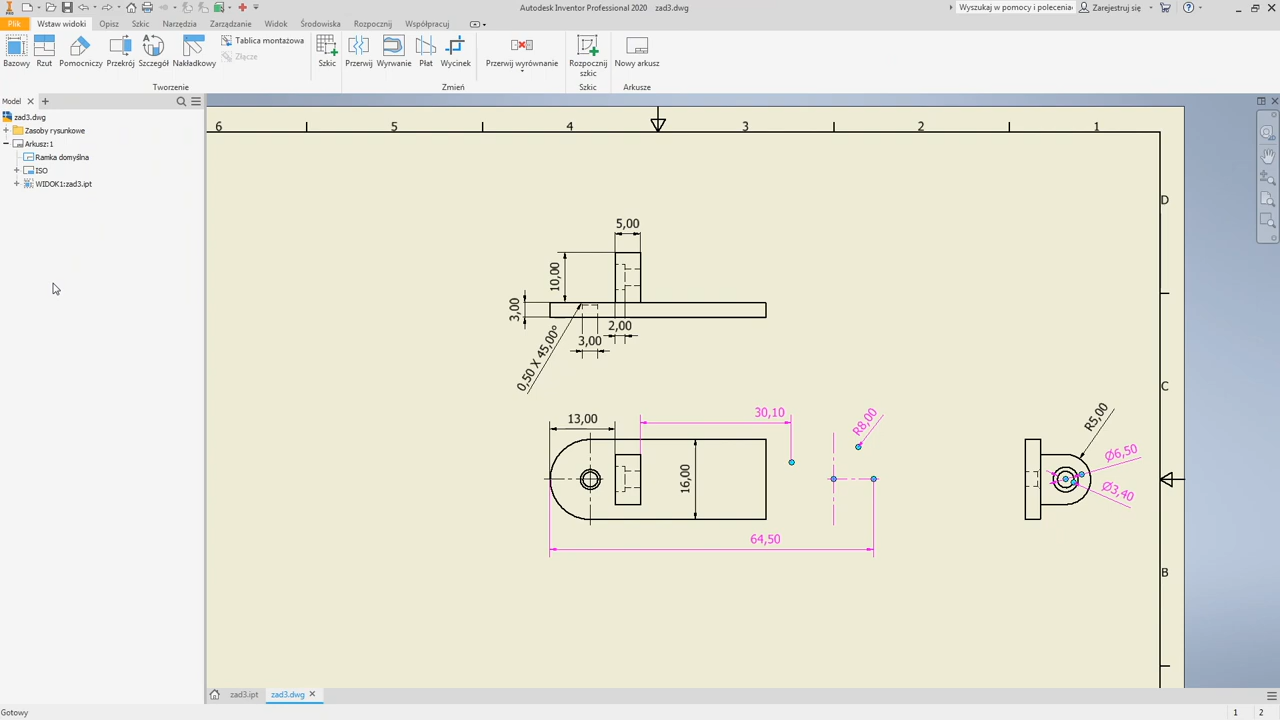 Autodesk Inventor Professional 2020 zad3.dwg
Wyszukaj w pomocy i polecenia
Zarejestruj się
Plik Wstaw widoki Opisz Szkic Narzędzia Zarządzanie Widok Środowiska Rozpocznij Współpracuj
Bazowy Rzut Pomocniczy Przekrój Szczegół Nakładkowy
Tablica montażowa
Złącze
Szkic Przerwij Wyrwanie Płat Wycinek Przerwij wyrównanie
Rozpocznij
szkic
Nowy arkusz
Tworzenie Zmień Szkic Arkusze
Model
zad3.dwg
Zasoby rysunkowe
Arkusz:1
Ramka domyślna
ISO
WIDOK1:zad3.ipt
6 5 4 3 2 1
D
5,00
10,00
3,00
2,00
3,00
0,50 X 45,00°
C
13,00
30,10
R8,00
R5,00
Ø6,50
Ø3,40
16,00
64,50
B
zad3.ipt zad3.dwg
Gotowy 1 2